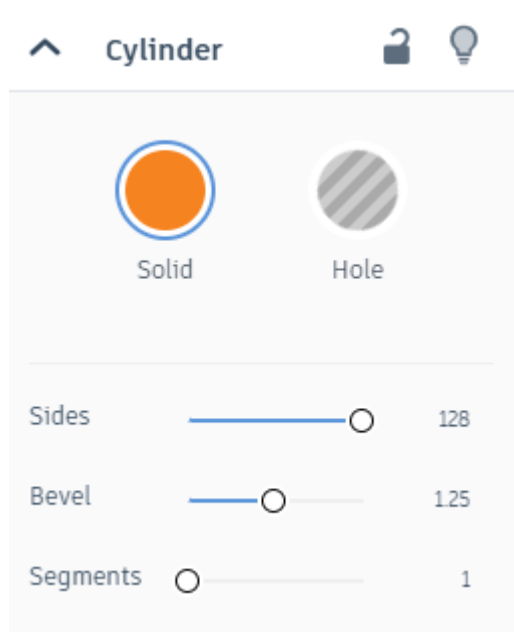 Cylinder
Solid Hole
Sides 128
Bevel 1.25
Segments 1